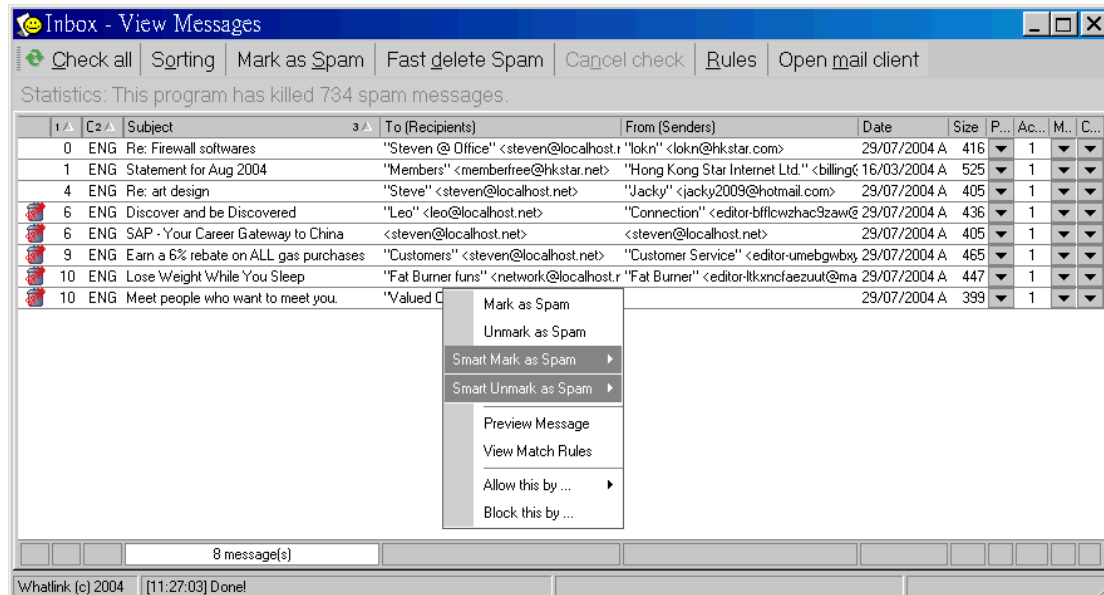 Inbox - View Messages
Check all Sorting Mark as Spam Fast delete Spam Cancel check Rules Open mail client
Statistics: This program has killed 734 spam messages.
1 2 Subject 3 To (Recipients) From (Senders) Date Size P... Ac... M.. C...
0 ENG Re: Firewall softwares "Steven @ Office" <steven@localhost.r "lokn" <lokn@hkstar.com> 29/07/2004 A 416 1
1 ENG Statement for Aug 2004 "Members" <memberfree@hkstar.net> "Hong Kong Star Internet Ltd." <billing( 16/03/2004 A 525 1
4 ENG Re: art design "Steve" <steven@localhost.net> "Jacky" <jacky2009@hotmail.com> 29/07/2004 A 405 1
6 ENG Discover and be Discovered "Leo" <leo@localhost.net> "Connection" <editor-bfflcwzhac9zaw@ 29/07/2004 A 436 1
6 ENG SAP - Your Career Gateway to China <steven@localhost.net> <steven@localhost.net> 29/07/2004 A 405 1
9 ENG Earn a 6% rebate on ALL gas purchases "Customers" <steven@localhost.net> "Customer Service" <editor-umebgwbxy, 29/07/2004 A 465 1
10 ENG Lose Weight While You Sleep "Fat Burner funs" <network@localhost.r "Fat Burner" <editor-ltkxncfaezuut@ma 29/07/2004 A 447 1
10 ENG Meet people who want to meet you. "Valued C 29/07/2004 A 399 1
Mark as Spam
Unmark as Spam
Smart Mark as Spam
Smart Unmark as Spam
Preview Message
View Match Rules
Allow this by ...
Block this by ...
8 message(s)
Whatlink (c) 2004 [11:27:03] Done!